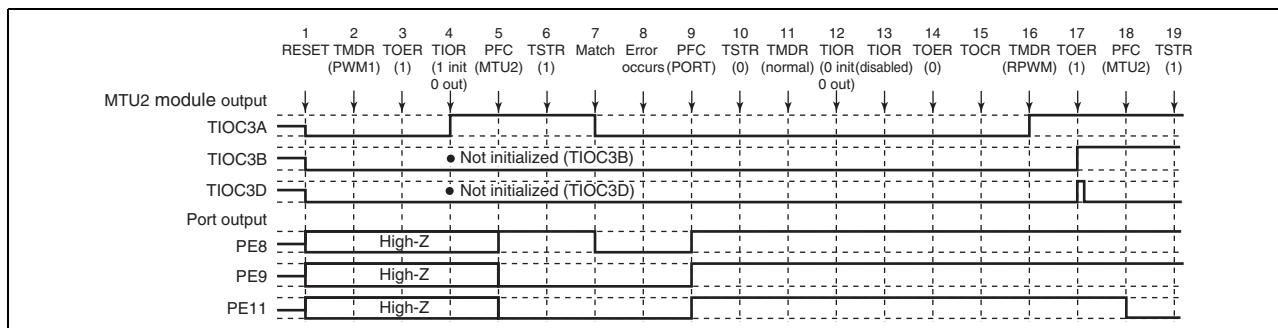 1 2 3 4 5 6 7 8 9 10 11 12 13 14 15 16 17 18 19
RESET TMDR TOER TIOR PFC TSTR Match Error PFC TSTR TMDR TIOR TIOR TOER TOCR TMDR TOER PFC TSTR
(PWM1) (1) (1 init (MTU2) (1) occurs (PORT) (0) (normal) (0 init (disabled) (0) (RPWM) (1) (MTU2) (1)
0 out) 0 out)
MTU2 module output
TIOC3A
TIOC3B • Not initialized (TIOC3B)
TIOC3D • Not initialized (TIOC3D)
Port output
PE8 High-Z
PE9 High-Z
PE11 High-Z